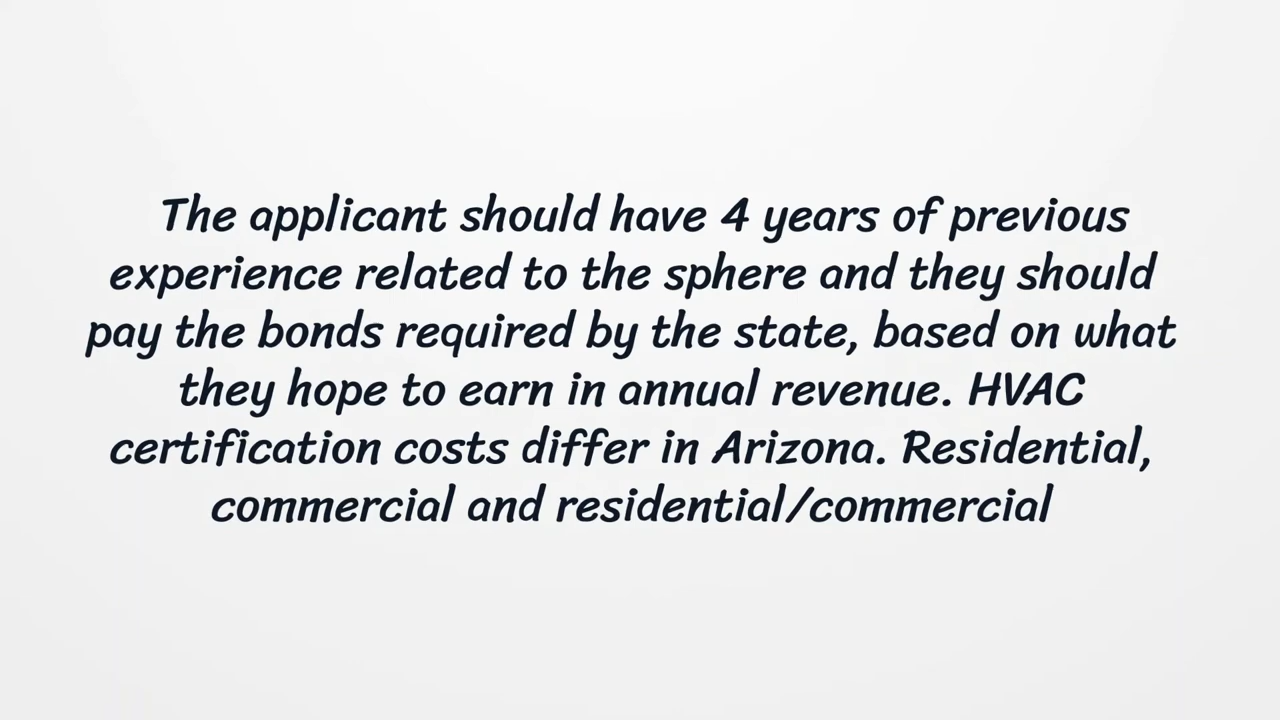 The applicant should have 4 years of previous
experience related to the sphere and they should
pay the bonds required by the state, based on what
they hope to earn in annual revenue. HVAC
certification costs differ in Arizona. Residential,
commercial and residential/commercial